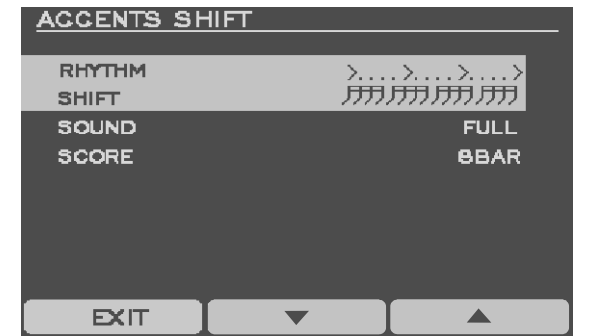 ACCENTS SHIFT
RHYTHM >....>....>....>
SHIFT
SOUND FULL
SCORE 8BAR
EXIT